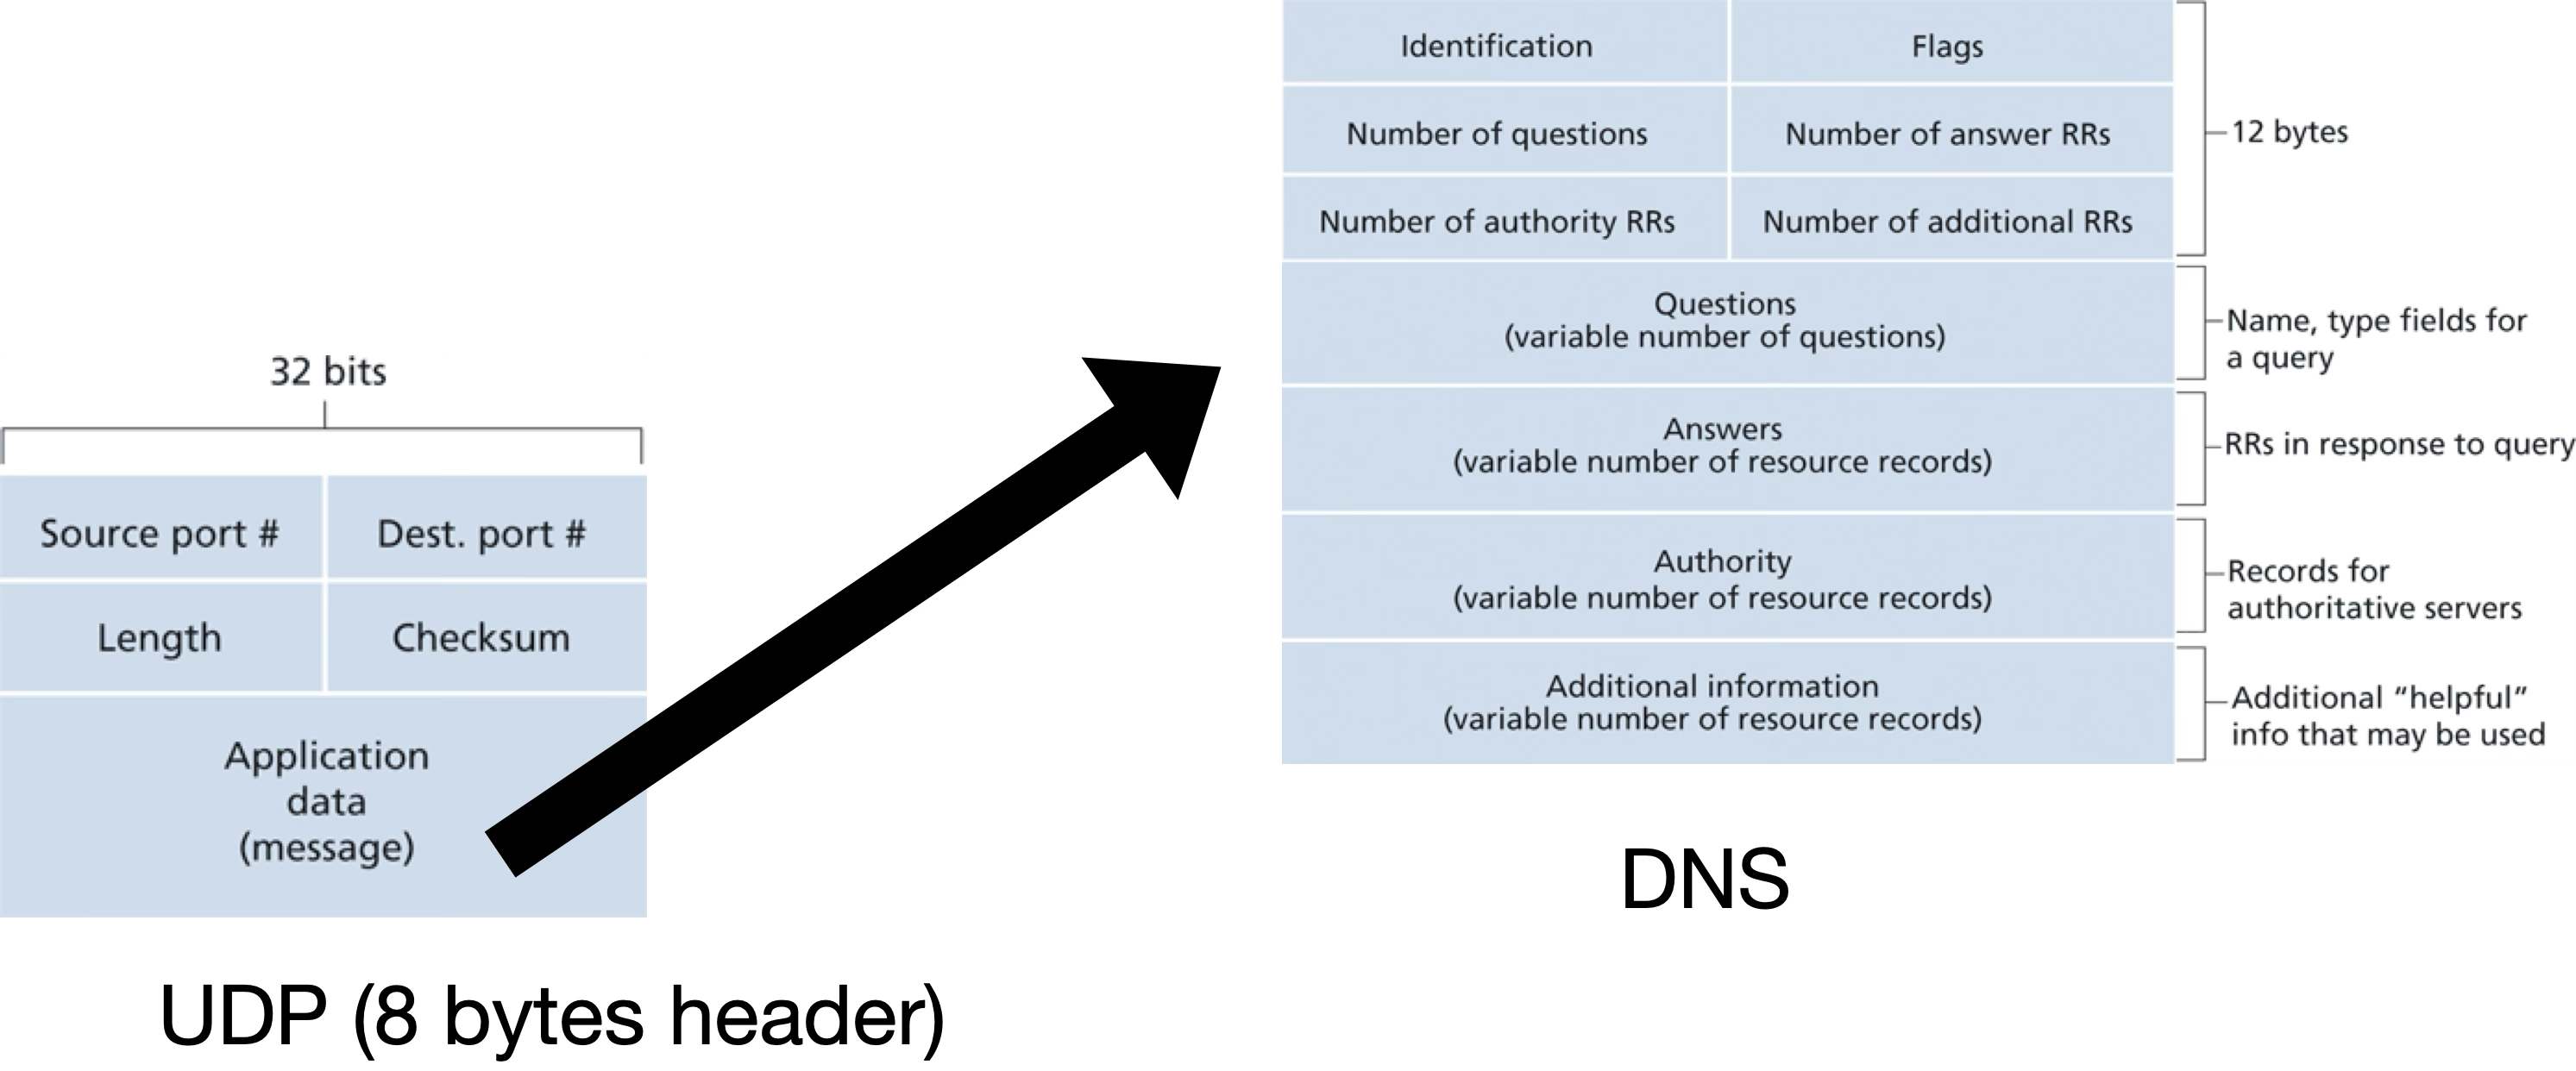 32 bits
Source port #
Dest. port #
Length
Checksum
Application
data
(message)
UDP (8 bytes header)
Identification
Flags
Number of questions
Number of answer RRs
Number of authority RRs
Number of additional RRs
12 bytes
Questions
(variable number of questions)
Name, type fields for
a query
Answers
(variable number of resource records)
RRs in response to query
Authority
(variable number of resource records)
Records for
authoritative servers
Additional information
(variable number of resource records)
Additional “helpful”
info that may be used
DNS